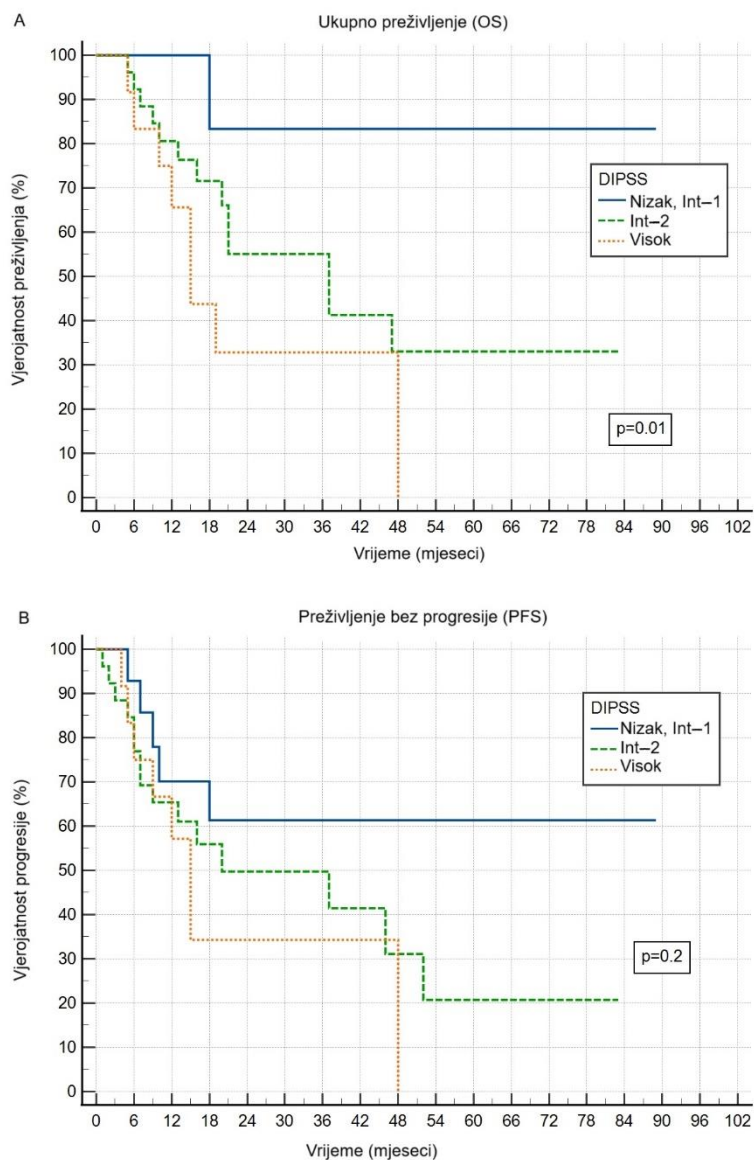 A
Ukupno preživljenje (OS)
Vjerojatnost preživljenja (%)
100
90
80
70
60
50
40
30
20
10
0
DIPSS
Nizak, Int–1
Int–2
Visok
p=0.01
0 6 12 18 24 30 36 42 48 54 60 66 72 78 84 90 96 102
Vrijeme (mjeseci)
B
Preživljenje bez progresije (PFS)
Vjerojatnost progresije (%)
100
90
80
70
60
50
40
30
20
10
0
DIPSS
Nizak, Int–1
Int–2
Visok
p=0.2
0 6 12 18 24 30 36 42 48 54 60 66 72 78 84 90 96 102
Vrijeme (mjeseci)